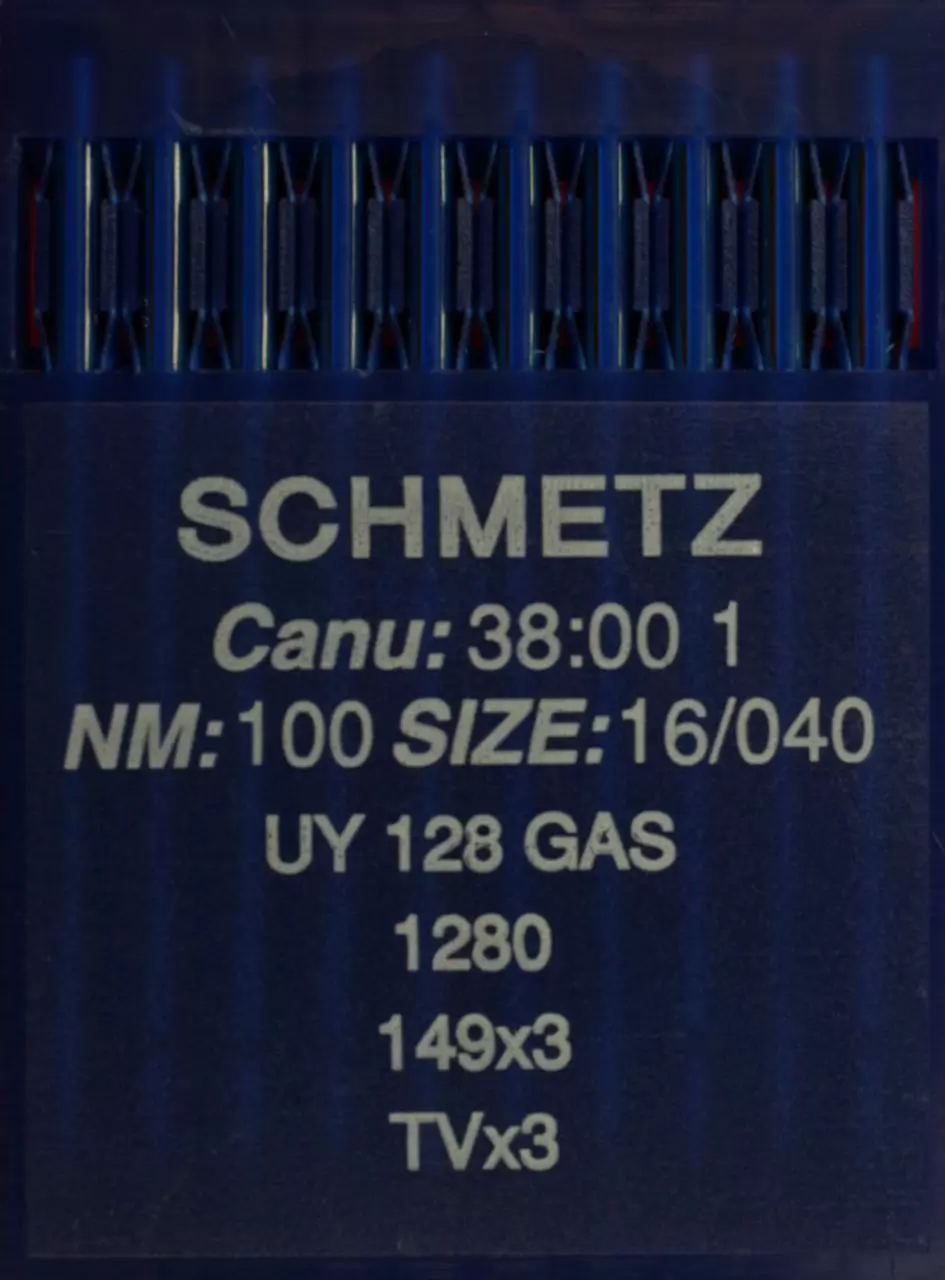 SCHMETZ
Canu: 38:00 1
NM: 100 SIZE: 16/040
UY 128 GAS
1280
149x3
TVx3